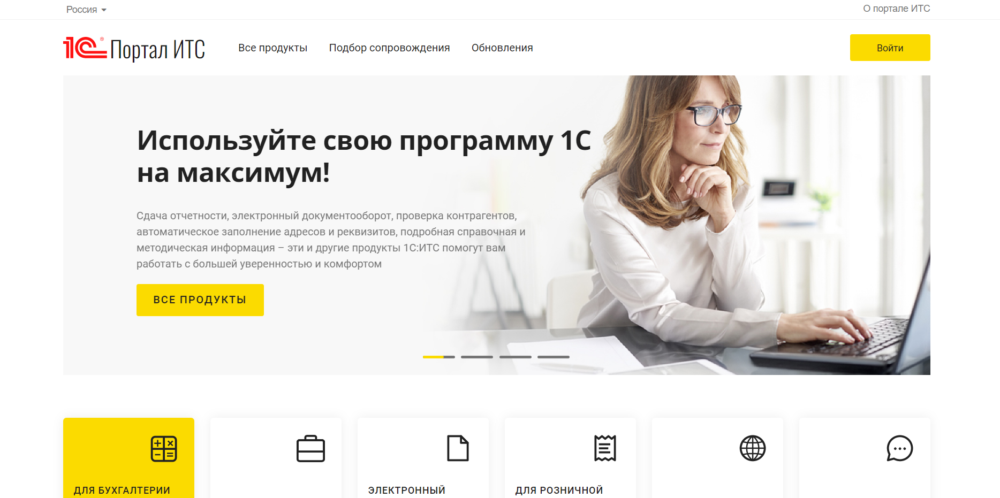 Россия
О портале ИТС
1С® Портал ИТС
Все продукты
Подбор сопровождения
Обновления
Войти
Используйте свою программу 1С
на максимум!
Сдача отчетности, электронный документооборот, проверка контрагентов,
автоматическое заполнение адресов и реквизитов, подробная справочная и
методическая информация – эти и другие продукты 1С:ИТС помогут вам
работать с большей уверенностью и комфортом
ВСЕ ПРОДУКТЫ
ДЛЯ БУХГАЛТЕРИИ
ЭЛЕКТРОННЫЙ
ДЛЯ РОЗНИЧНОЙ